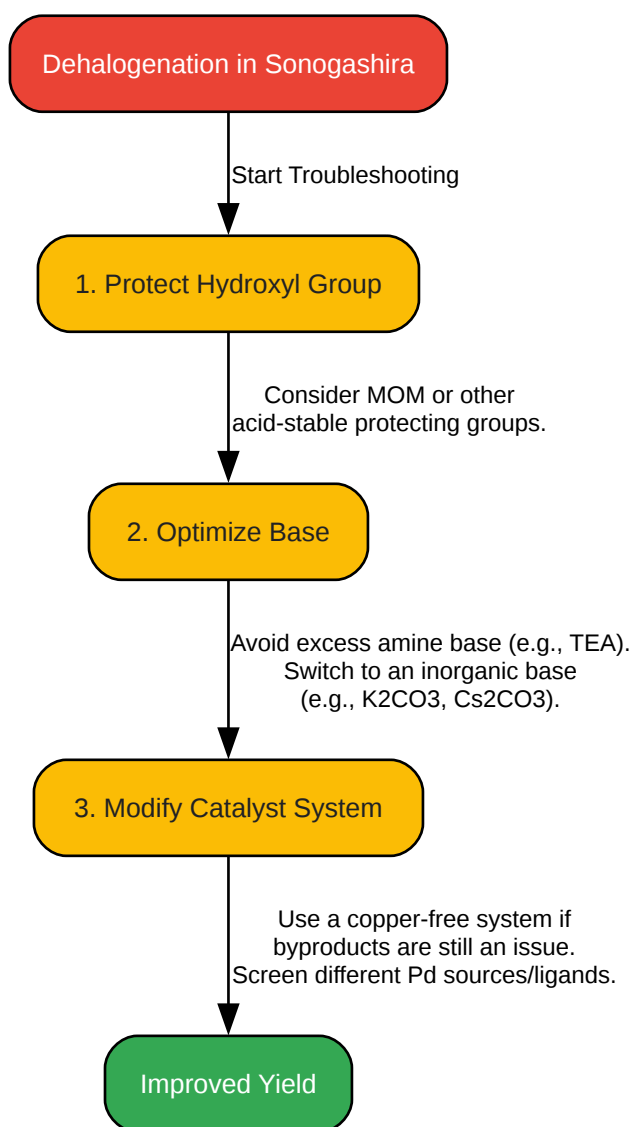 Dehalogenation in Sonogashira
Start Troubleshooting
1. Protect Hydroxyl Group
Consider MOM or other
acid-stable protecting groups.
2. Optimize Base
Avoid excess amine base (e.g., TEA).
Switch to an inorganic base
(e.g., K2CO3, Cs2CO3).
3. Modify Catalyst System
Use a copper-free system if
byproducts are still an issue.
Screen different Pd sources/ligands.
Improved Yield